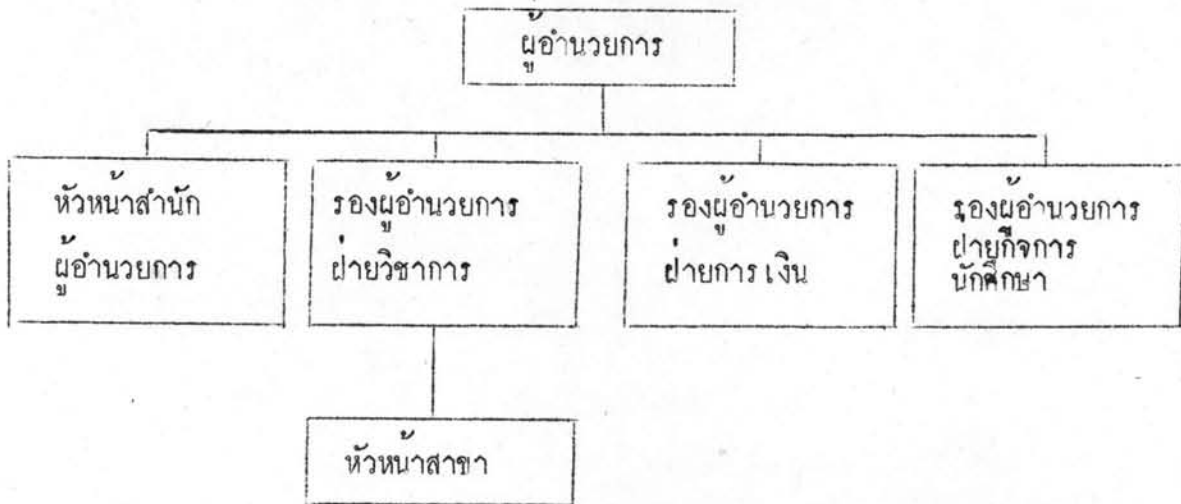 ผู้อำนวยการ
หัวหน้าสำนัก
ผู้อำนวยการ
รองผู้อำนวยการ
ฝ่ายวิชาการ
รองผู้อำนวยการ
ฝ่ายการเงิน
รองผู้อำนวยการ
ฝ่ายกิจการ
นักศึกษา
หัวหน้าสาขา